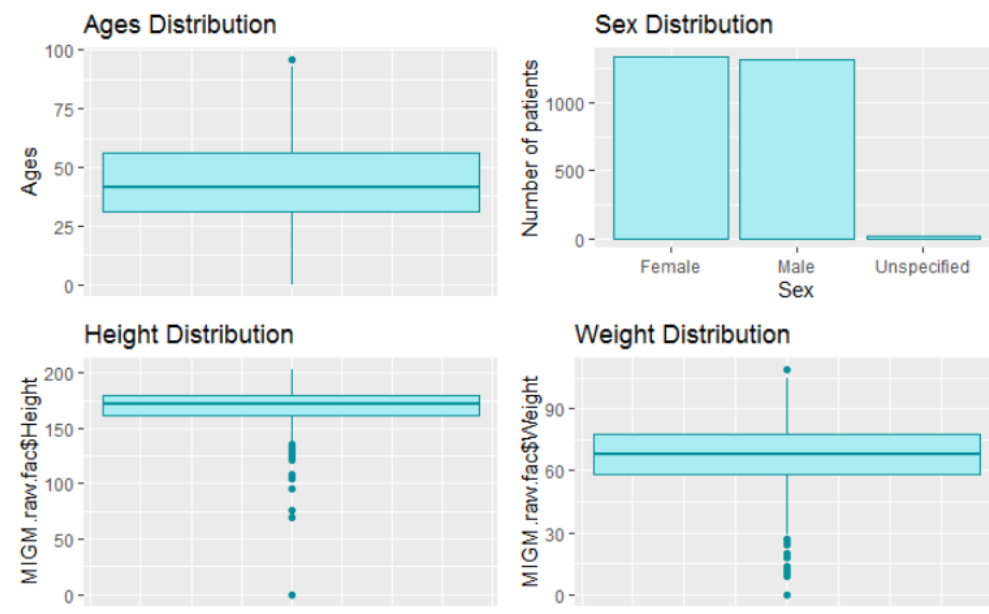 Ages Distribution
100
75
50
25
0
Ages
Sex Distribution
1000
500
0
Number of patients
Female
Male
Unspecified
Sex
Height Distribution
200
150
100
50
0
MIGM.raw.fac$Height
Weight Distribution
90
60
30
0
MIGM.raw.fac$Weight